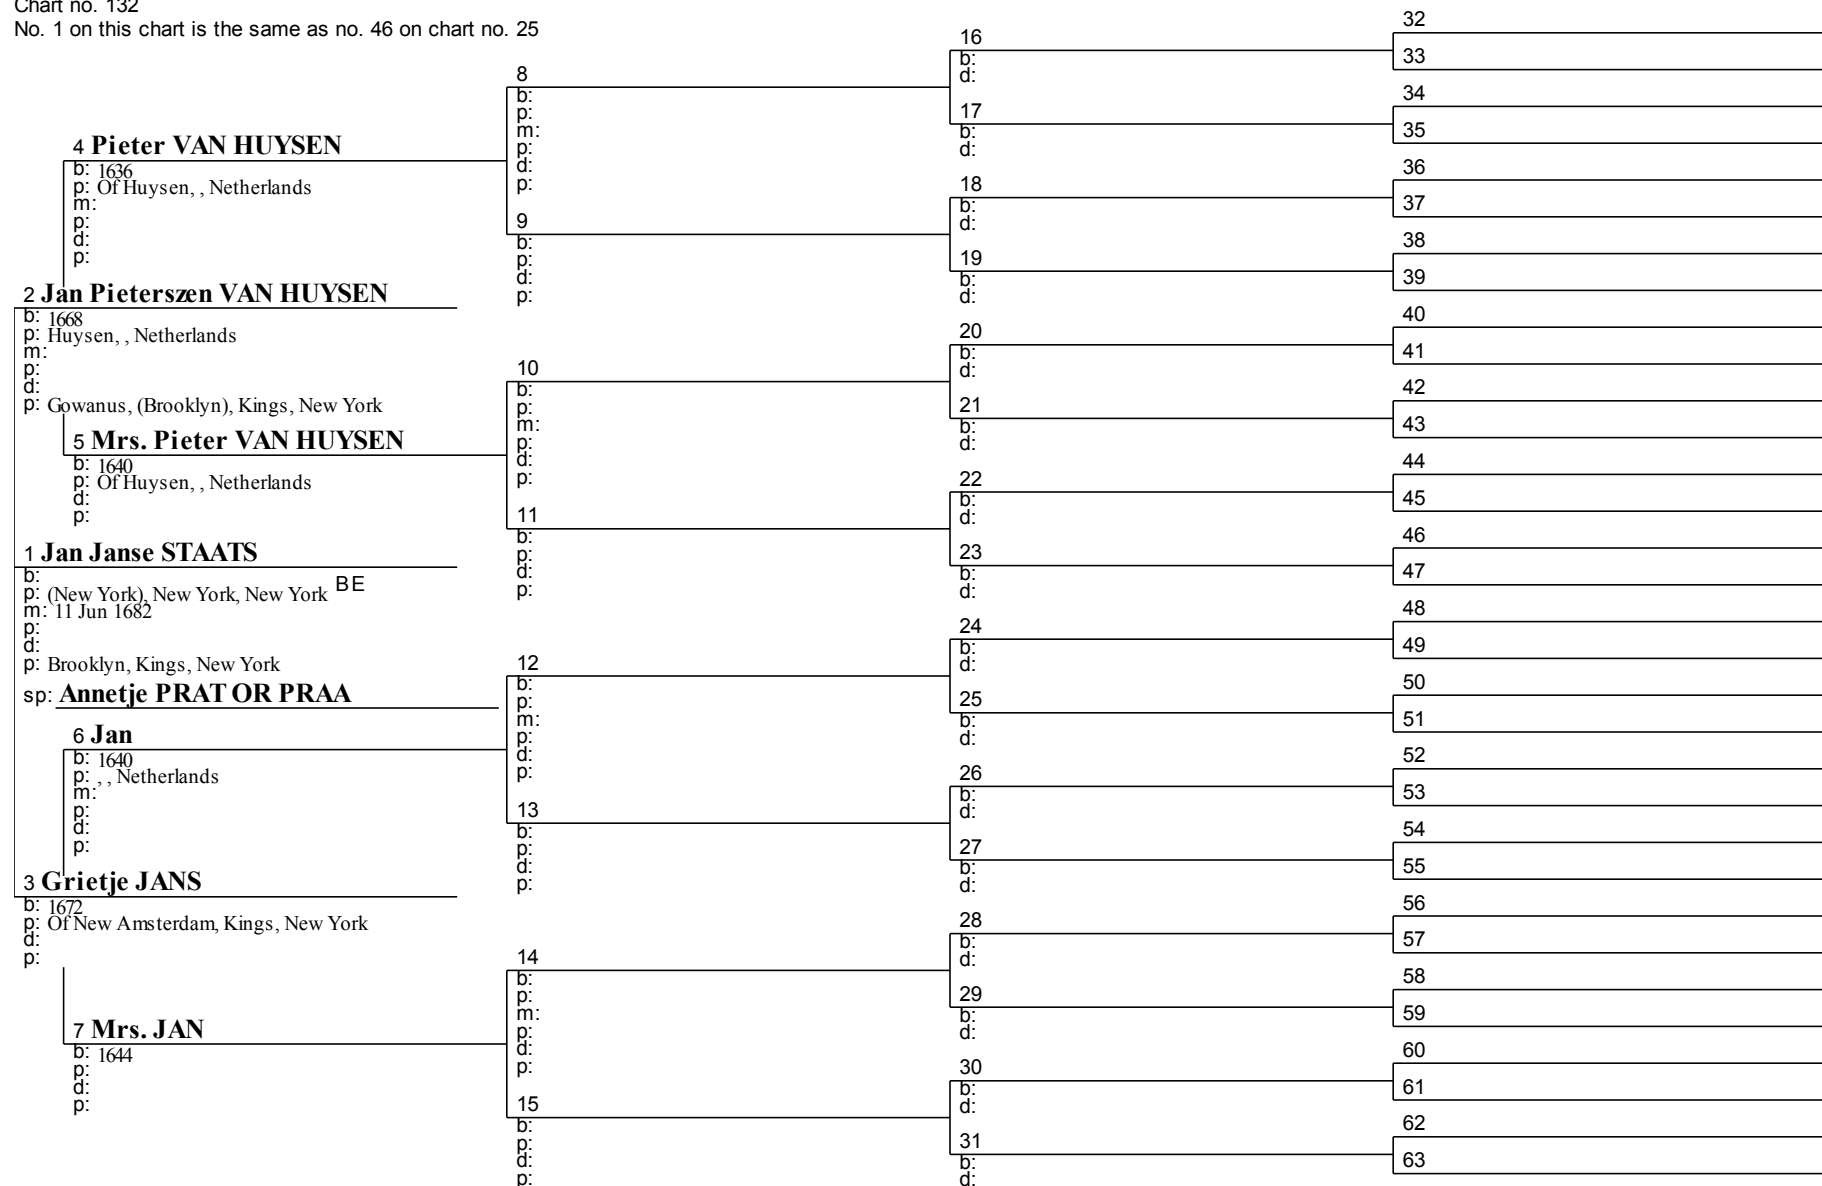 Chart no. 132
No. 1 on this chart is the same as no. 46 on chart no. 25
4 Pieter VAN HUYSEN
b: 1636
p: Of Huysen, , Netherlands
m:
p:
d:
p:
2 Jan Pieterszen VAN HUYSEN
b: 1668
p: Huysen, , Netherlands
m:
p:
d:
p: Gowanus, (Brooklyn), Kings, New York
5 Mrs. Pieter VAN HUYSEN
b: 1640
p: Of Huysen, , Netherlands
d:
p:
1 Jan Janse STAATS
b:
p: (New York), New York, New York BE
m: 11 Jun 1682
p:
d:
p: Brooklyn, Kings, New York
sp: Annetje PRAT OR PRAA
6 Jan
b: 1640
p: , , Netherlands
m:
p:
d:
p:
3 Grietje JANS
b: 1672
p: Of New Amsterdam, Kings, New York
d:
p:
7 Mrs. JAN
b: 1644
p:
d:
p:
8
b:
p:
m:
p:
d:
p:
9
b:
p:
d:
p:
10
b:
p:
m:
p:
d:
p:
11
b:
p:
d:
p:
12
b:
p:
m:
p:
d:
p:
13
b:
p:
d:
p:
14
b:
p:
m:
p:
d:
p:
15
b:
p:
d:
p:
16
b:
d:
17
b:
d:
18
b:
d:
19
b:
d:
20
b:
d:
21
b:
d:
22
b:
d:
23
b:
d:
24
b:
d:
25
b:
d:
26
b:
d:
27
b:
d:
28
b:
d:
29
b:
d:
30
b:
d:
31
b:
d:
32
33
34
35
36
37
38
39
40
41
42
43
44
45
46
47
48
49
50
51
52
53
54
55
56
57
58
59
60
61
62
63